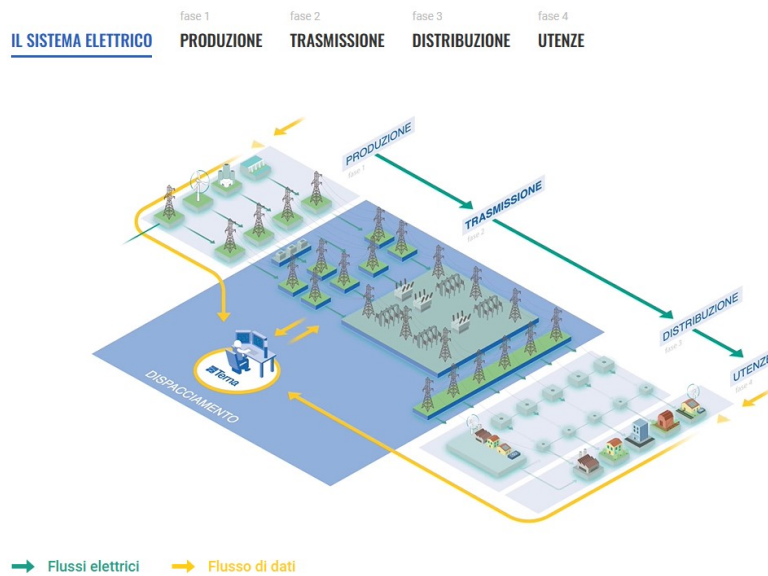 fase 1
fase 2
fase 3
fase 4
IL SISTEMA ELETTRICO
PRODUZIONE
TRASMISSIONE
DISTRIBUZIONE
UTENZE
PRODUZIONE
fase 1
TRASMISSIONE
fase 2
DISTRIBUZIONE
fase 3
UTENZE
fase 4
Terna
DISPACCIAMENTO
Flussi elettrici
Flusso di dati